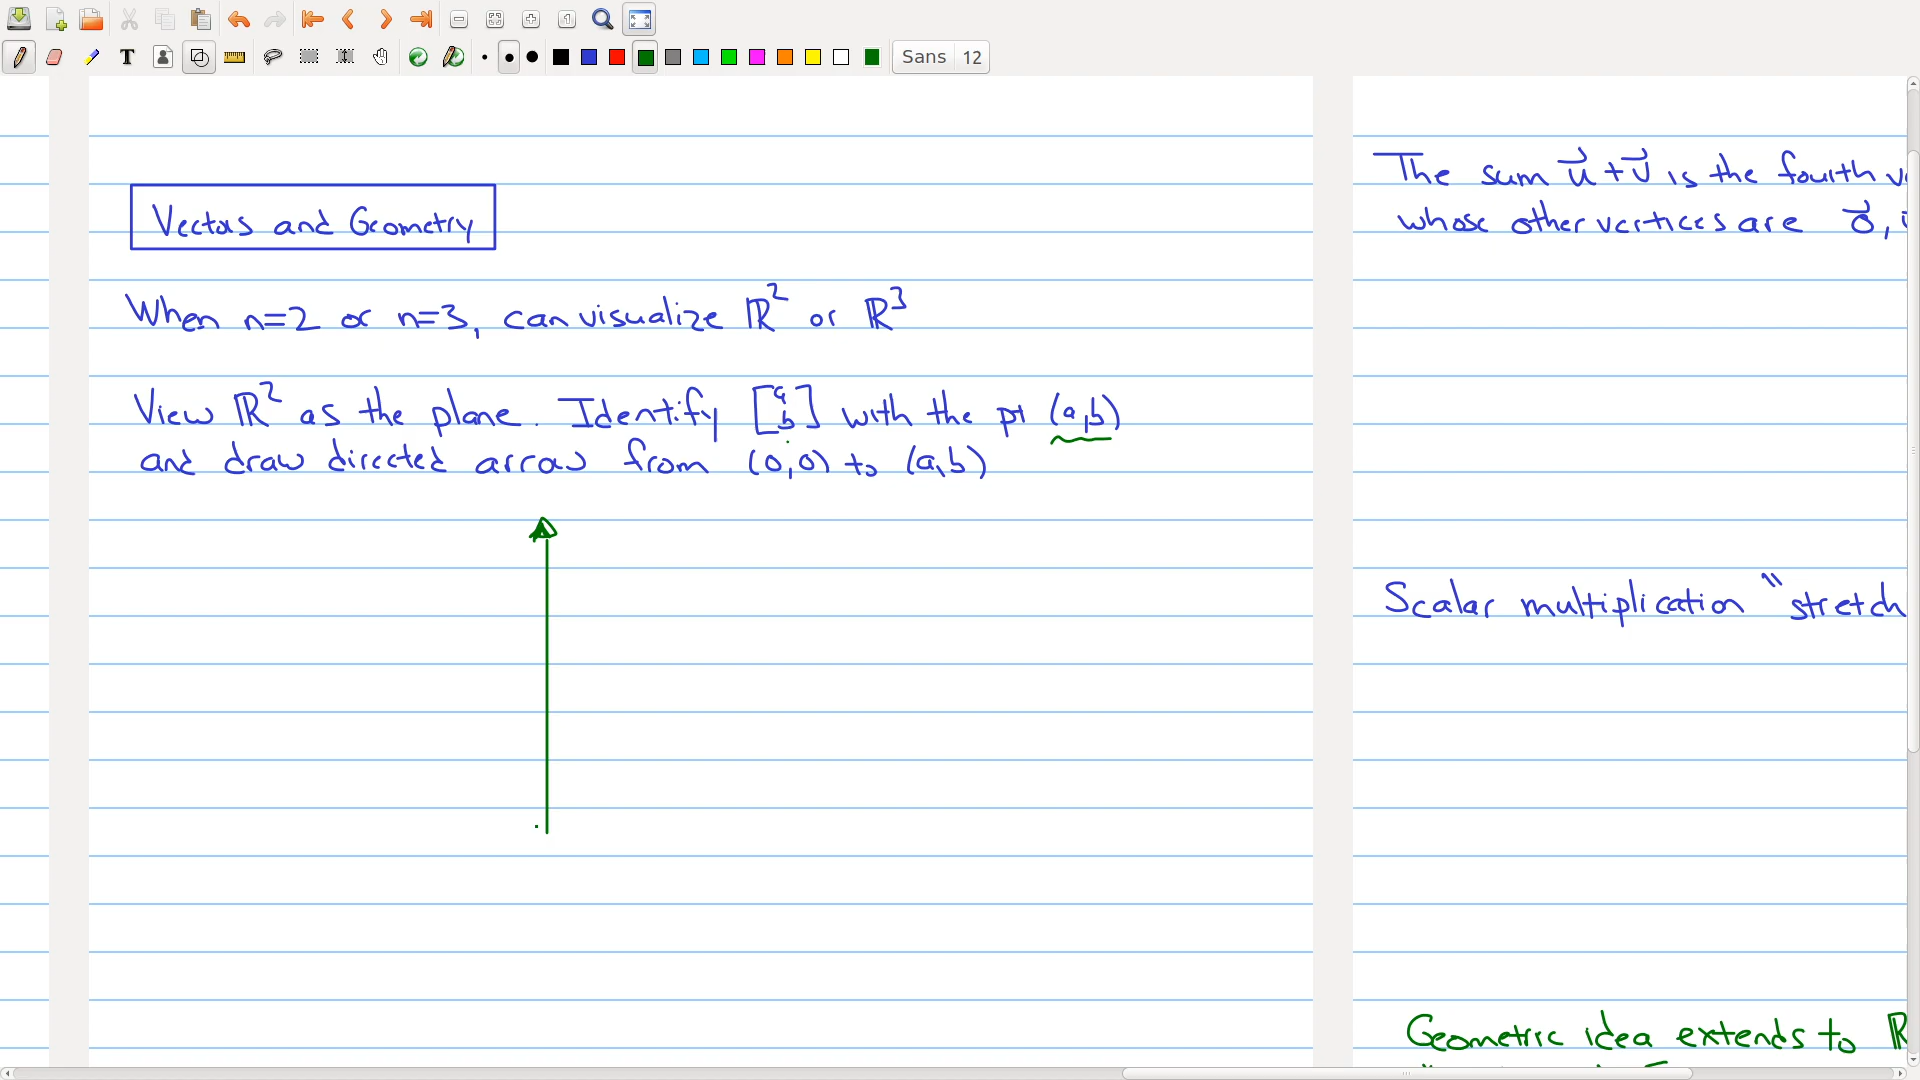 Sans 12
Vectors and Geometry
When n=2 or n=3, can visualize ℝ² or ℝ³
View ℝ² as the plane. Identify [a b] with the pt (a,b)
and draw directed arrow from (0,0) to (a,b)
The sum u⃗ + v⃗ is the fourth
whose other vertices are 0⃗,
Scalar multiplication "stretch
Geometric idea extends to ℝ